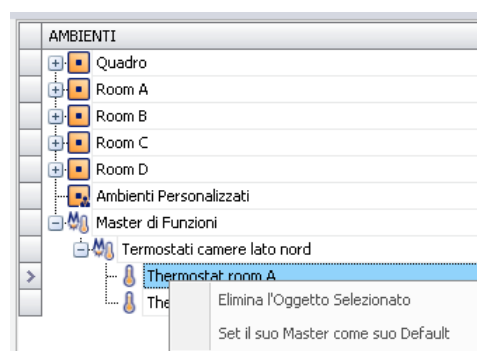 AMBIENTI
Quadro
Room A
Room B
Room C
Room D
Ambienti Personalizzati
Master di Funzioni
Termostati camere lato nord
Thermostat room A
The
Elimina l'Oggetto Selezionato
Set il suo Master come suo Default